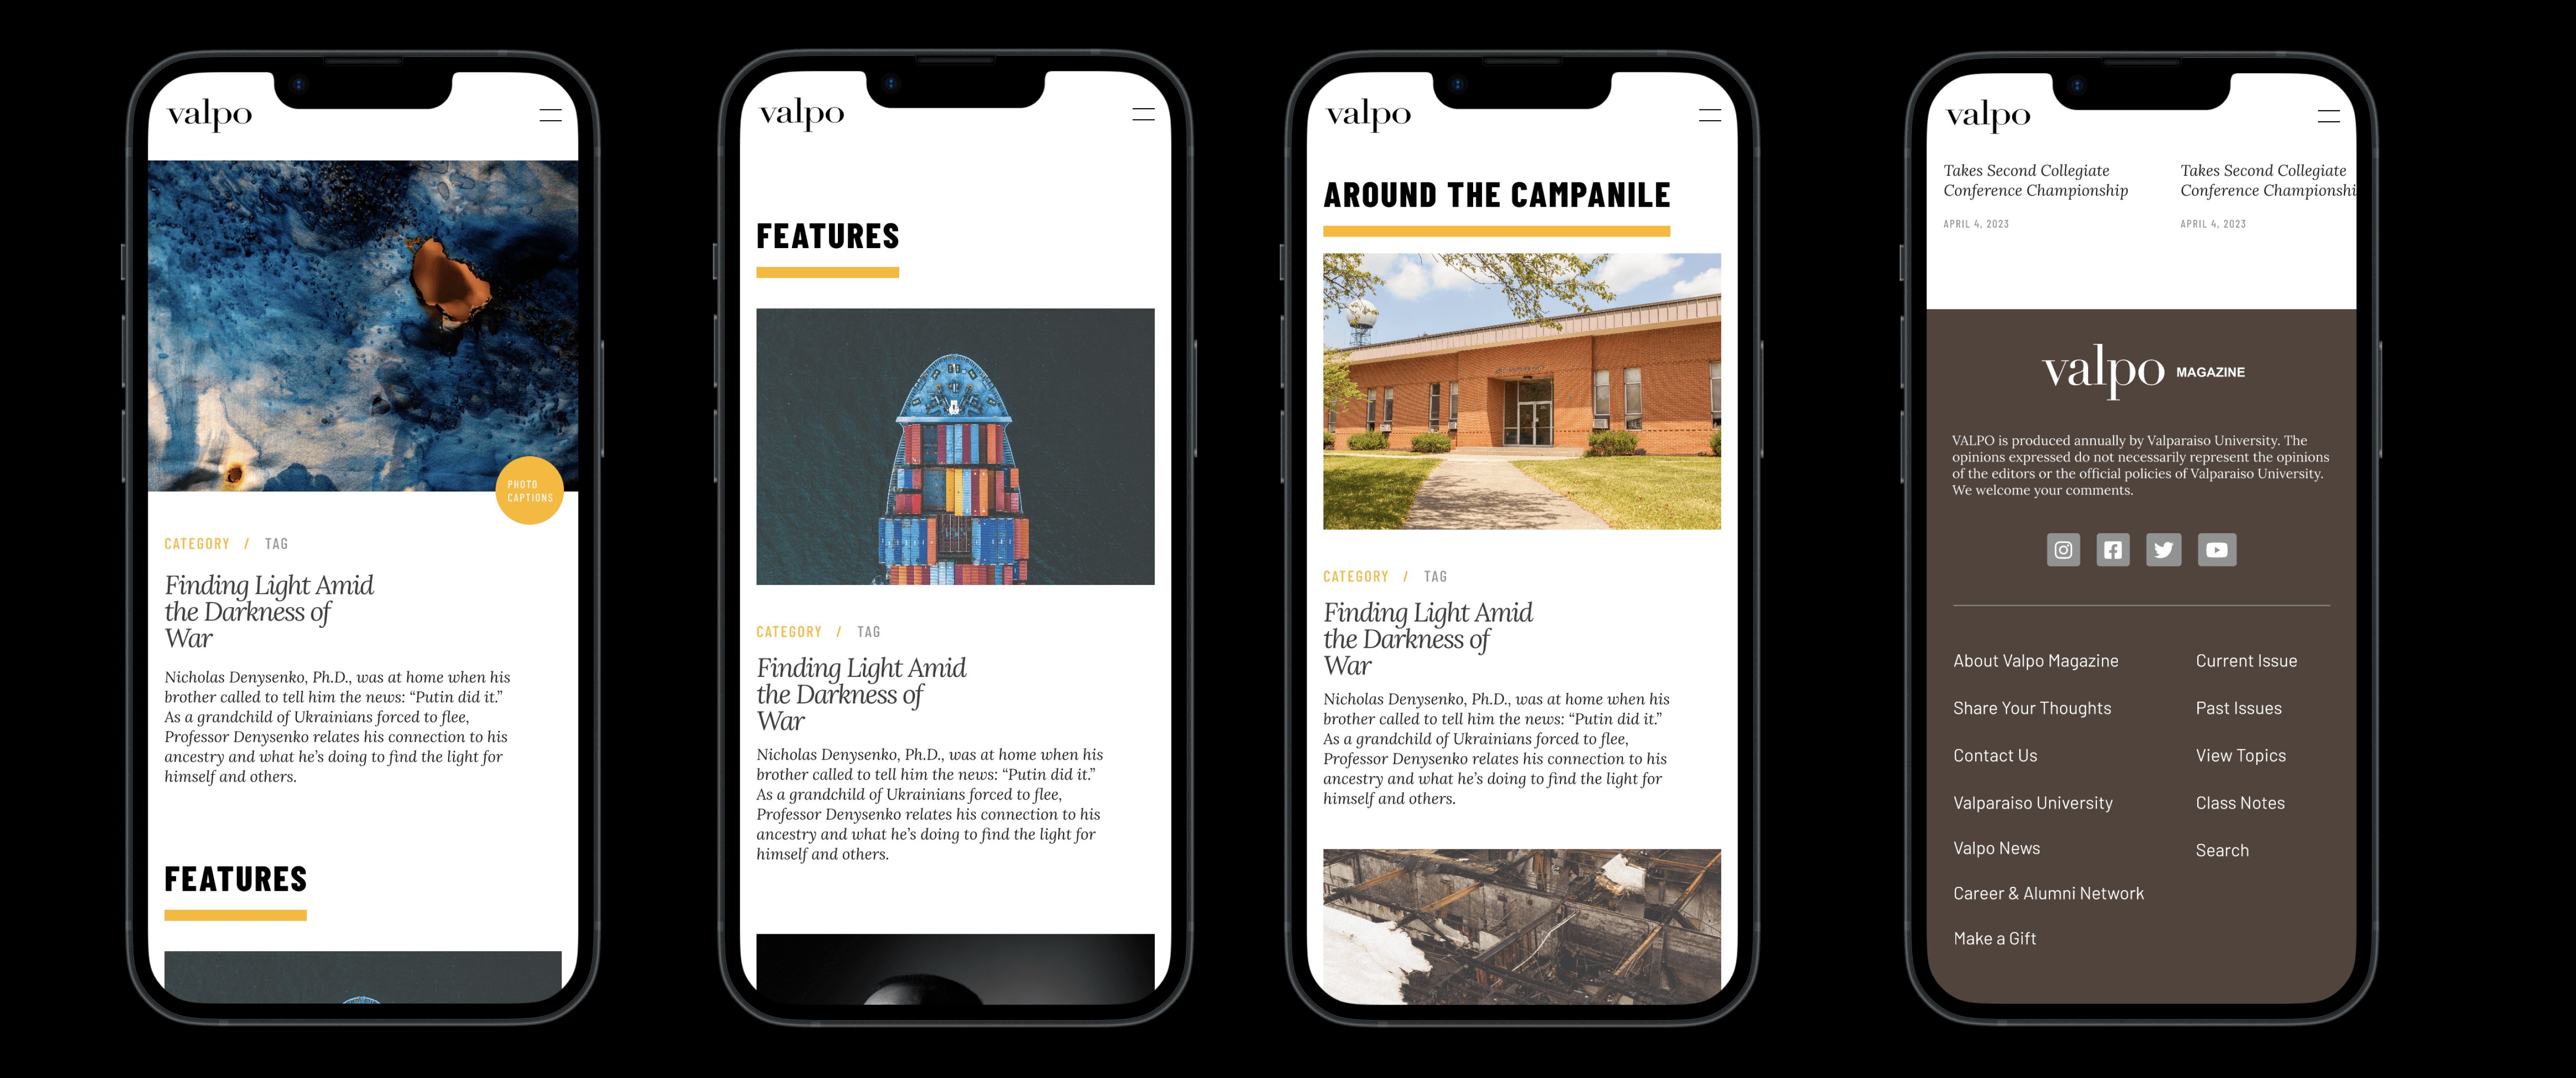 valpo
PHOTO
CAPTIONS
CATEGORY / TAG
Finding Light Amid
the Darkness of
War
Nicholas Denysenko, Ph.D., was at home when his
brother called to tell him the news: “Putin did it.”
As a grandchild of Ukrainians forced to flee,
Professor Denysenko relates his connection to his
ancestry and what he’s doing to find the light for
himself and others.
FEATURES
valpo
FEATURES
CATEGORY / TAG
Finding Light Amid
the Darkness of
War
Nicholas Denysenko, Ph.D., was at home when his
brother called to tell him the news: “Putin did it.”
As a grandchild of Ukrainians forced to flee,
Professor Denysenko relates his connection to his
ancestry and what he’s doing to find the light for
himself and others.
valpo
AROUND THE CAMPANILE
CATEGORY / TAG
Finding Light Amid
the Darkness of
War
Nicholas Denysenko, Ph.D., was at home when his
brother called to tell him the news: “Putin did it.”
As a grandchild of Ukrainians forced to flee,
Professor Denysenko relates his connection to his
ancestry and what he’s doing to find the light for
himself and others.
valpo
Takes Second Collegiate
Conference Championship
APRIL 4, 2023
Takes Second Collegiate
Conference Championshi
APRIL 4, 2023
valpo MAGAZINE
VALPO is produced annually by Valparaiso University. The
opinions expressed do not necessarily represent the opinions
of the editors or the official policies of Valparaiso University.
We welcome your comments.
About Valpo Magazine
Share Your Thoughts
Contact Us
Valparaiso University
Valpo News
Career & Alumni Network
Make a Gift
Current Issue
Past Issues
View Topics
Class Notes
Search